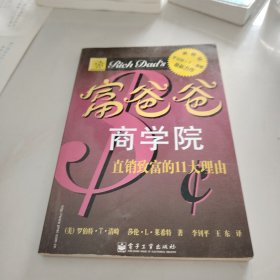 Rich Dad's
富爸爸
商学院
直销致富的11大理由
(美)罗伯特·T·清崎 莎伦·L·莱希特 著 李钊平 王东 译
电子工业出版社